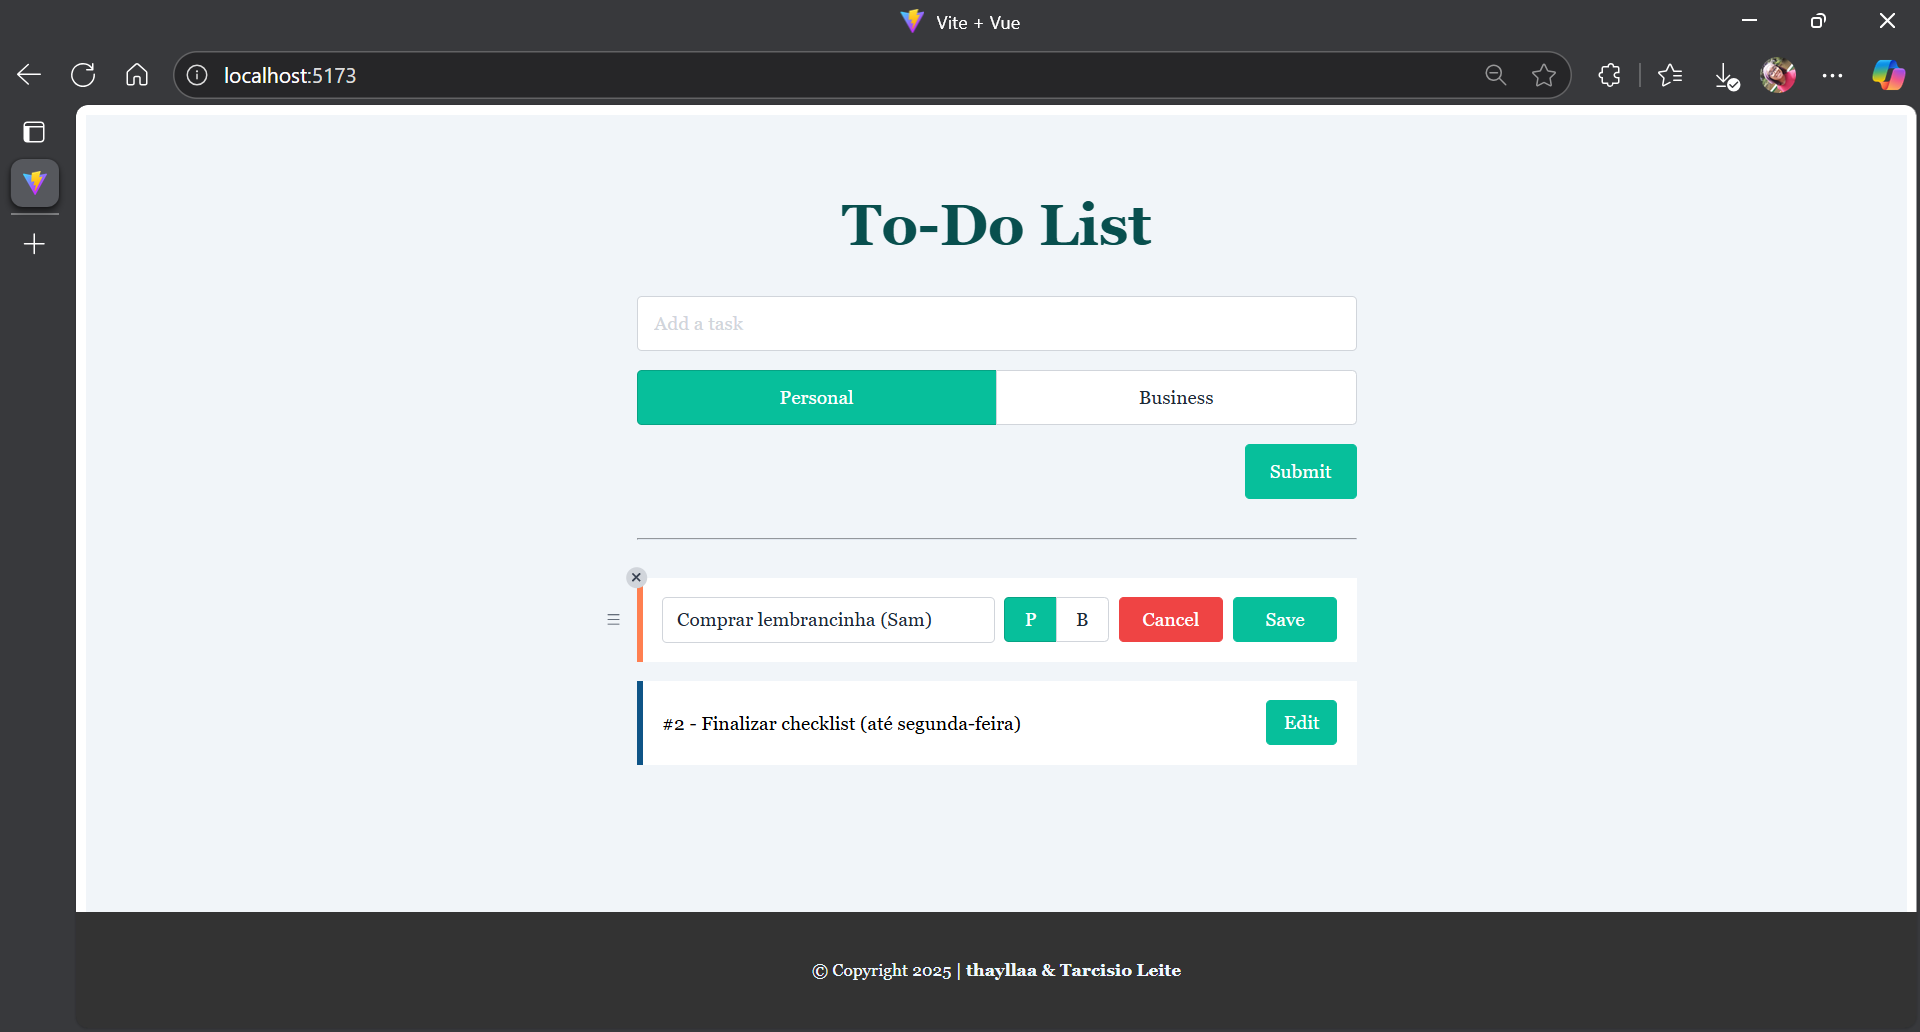 Vite + Vue
localhost:5173
To-Do List
Add a task
Personal Business
Submit
Comprar lembrancinha (Sam) P B Cancel Save
#2 - Finalizar checklist (até segunda-feira) Edit
© Copyright 2025 | thayllaa & Tarcisio Leite